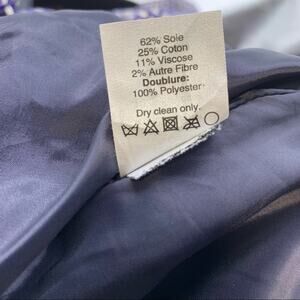 62% Soie
25% Coton
11% Viscose
2% Autre Fibre
Doublure:
100% Polyester
Dry clean only.